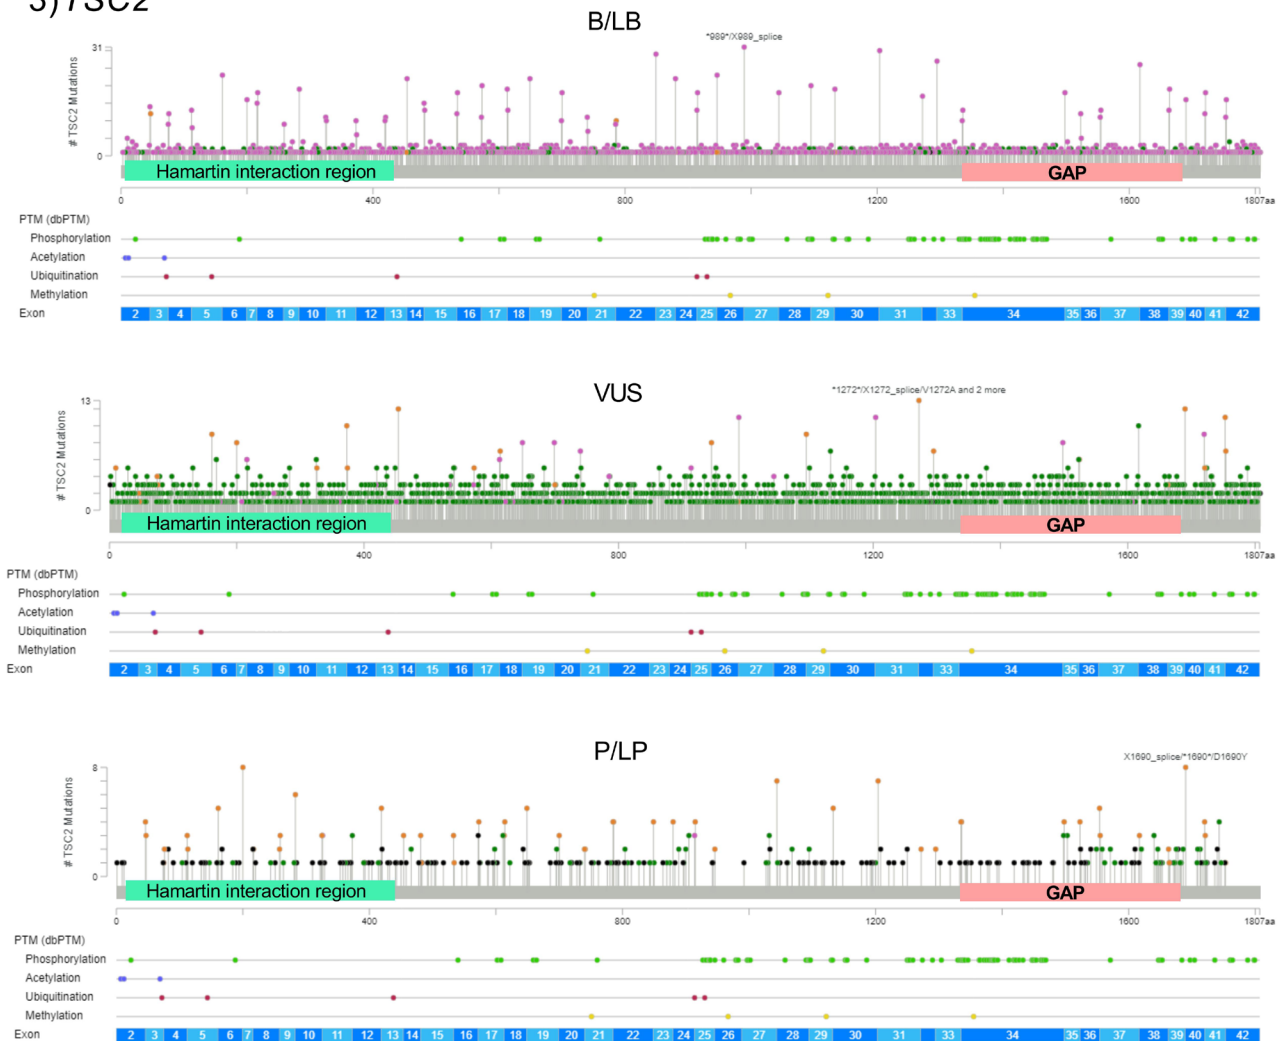 3) TSC2
B/LB
*989*/X989_splice
31
# TSC2 Mutations
0
Hamartin interaction region
GAP
0 400 800 1200 1600 1807aa
PTM (dbPTM)
Phosphorylation
Acetylation
Ubiquitination
Methylation
Exon 2 3 4 5 6 7 8 9 10 11 12 13 14 15 16 17 18 19 20 21 22 23 24 25 26 27 28 29 30 31 33 34 35 36 37 38 39 40 41 42
VUS
*1272*/X1272_splice/V1272A and 2 more
13
# TSC2 Mutations
0
Hamartin interaction region
GAP
0 400 800 1200 1600 1807aa
PTM (dbPTM)
Phosphorylation
Acetylation
Ubiquitination
Methylation
Exon 2 3 4 5 6 7 8 9 10 11 12 13 14 15 16 17 18 19 20 21 22 23 24 25 26 27 28 29 30 31 33 34 35 36 37 38 39 40 41 42
P/LP
X1690_splice/*1690*/D1690Y
8
# TSC2 Mutations
0
Hamartin interaction region
GAP
0 400 800 1200 1600 1807aa
PTM (dbPTM)
Phosphorylation
Acetylation
Ubiquitination
Methylation
Exon 2 3 4 5 6 7 8 9 10 11 12 13 14 15 16 17 18 19 20 21 22 23 24 25 26 27 28 29 30 31 33 34 35 36 37 38 39 40 41 42